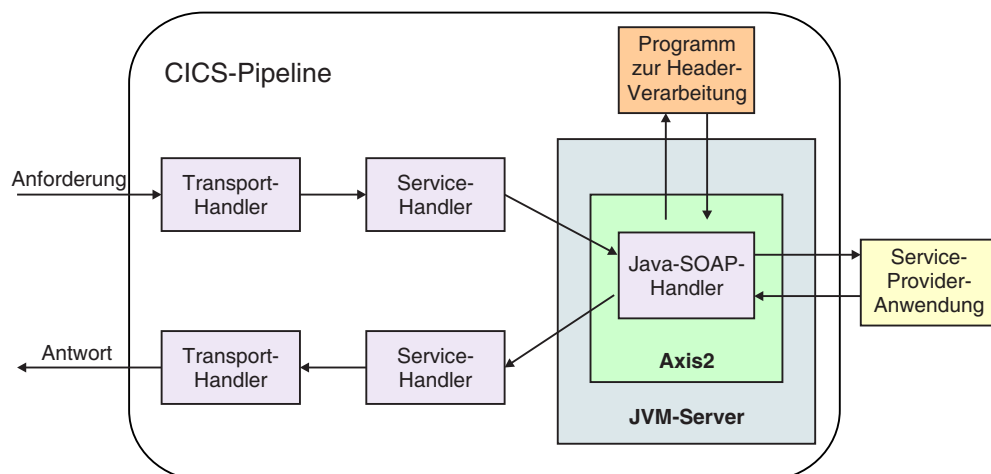 Programm
zur Header-
Verarbeitung
CICS-Pipeline
Anforderung
Transport-
Handler
Service-
Handler
Java-SOAP-
Handler
Service-
Provider-
Anwendung
Antwort
Transport-
Handler
Service-
Handler
Axis2
JVM-Server